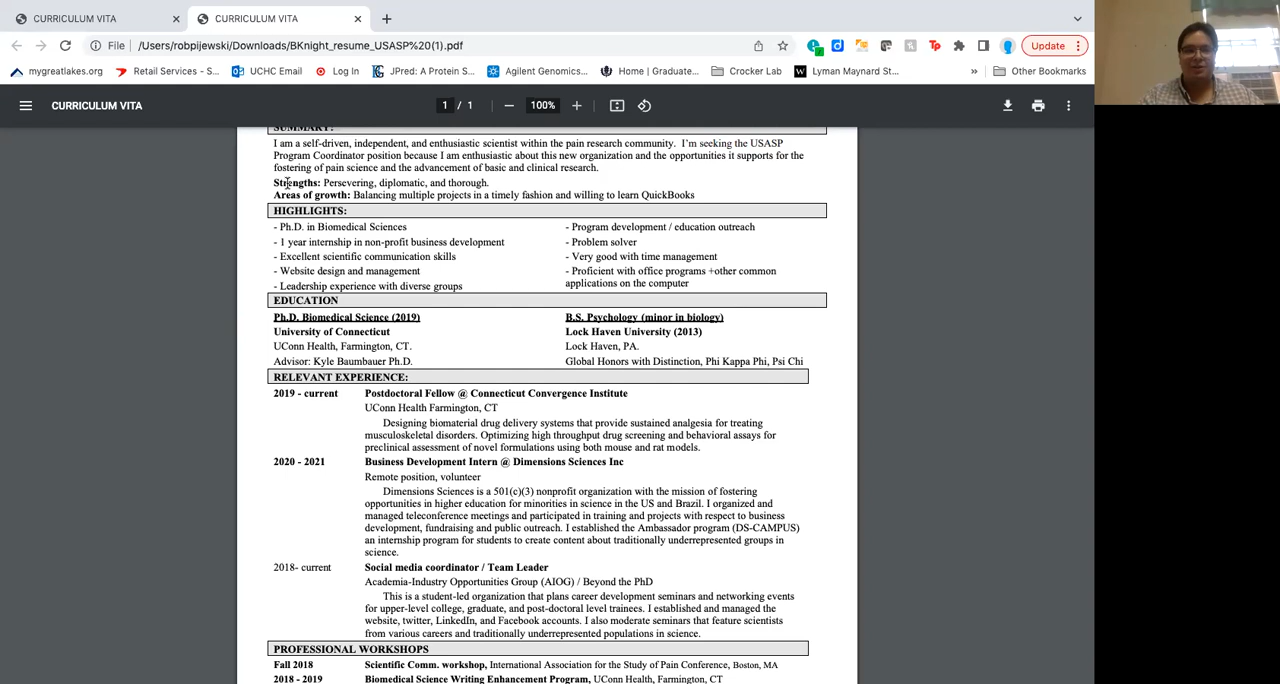 CURRICULUM VITA
CURRICULUM VITA
File /Users/robpijewski/Downloads/BKnight_resume_USASP%20(1).pdf
Update
mygreatlakes.org Retail Services - S... UCHC Email Log In JPred: A Protein S... Agilent Genomics... Home | Graduate... Crocker Lab Lyman Maynard St... » Other Bookmarks
CURRICULUM VITA 1 / 1 100%
SUMMARY:
I am a self-driven, independent, and enthusiastic scientist within the pain research community. I'm seeking the USASP
Program Coordinator position because I am enthusiastic about this new organization and the opportunities it supports for the
fostering of pain science and the advancement of basic and clinical research.
Strengths: Persevering, diplomatic, and thorough.
Areas of growth: Balancing multiple projects in a timely fashion and willing to learn QuickBooks
HIGHLIGHTS:
- Ph.D. in Biomedical Sciences
- 1 year internship in non-profit business development
- Excellent scientific communication skills
- Website design and management
- Leadership experience with diverse groups
- Program development / education outreach
- Problem solver
- Very good with time management
- Proficient with office programs +other common
applications on the computer
EDUCATION
Ph.D. Biomedical Science (2019)
University of Connecticut
UConn Health, Farmington, CT.
Advisor: Kyle Baumbauer Ph.D.
B.S. Psychology (minor in biology)
Lock Haven University (2013)
Lock Haven, PA.
Global Honors with Distinction, Phi Kappa Phi, Psi Chi
RELEVANT EXPERIENCE:
2019 - current Postdoctoral Fellow @ Connecticut Convergence Institute
UConn Health Farmington, CT
Designing biomaterial drug delivery systems that provide sustained analgesia for treating
musculoskeletal disorders. Optimizing high throughput drug screening and behavioral assays for
preclinical assessment of novel formulations using both mouse and rat models.
2020 - 2021 Business Development Intern @ Dimensions Sciences Inc
Remote position, volunteer
Dimensions Sciences is a 501(c)(3) nonprofit organization with the mission of fostering
opportunities in higher education for minorities in science in the US and Brazil. I organized and
managed teleconference meetings and participated in training and projects with respect to business
development, fundraising and public outreach. I established the Ambassador program (DS-CAMPUS)
an internship program for students to create content about traditionally underrepresented groups in
science.
2018- current Social media coordinator / Team Leader
Academia-Industry Opportunities Group (AIOG) / Beyond the PhD
This is a student-led organization that plans career development seminars and networking events
for upper-level college, graduate, and post-doctoral level trainees. I established and managed the
website, twitter, LinkedIn, and Facebook accounts. I also moderate seminars that feature scientists
from various careers and traditionally underrepresented populations in science.
PROFESSIONAL WORKSHOPS
Fall 2018 Scientific Comm. workshop, International Association for the Study of Pain Conference, Boston, MA
2018 - 2019 Biomedical Science Writing Enhancement Program, UConn Health, Farmington, CT